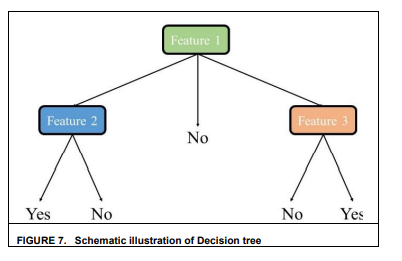 Feature 1
Feature 2
Feature 3
No
Yes
No
No
Yes
FIGURE 7. Schematic illustration of Decision tree